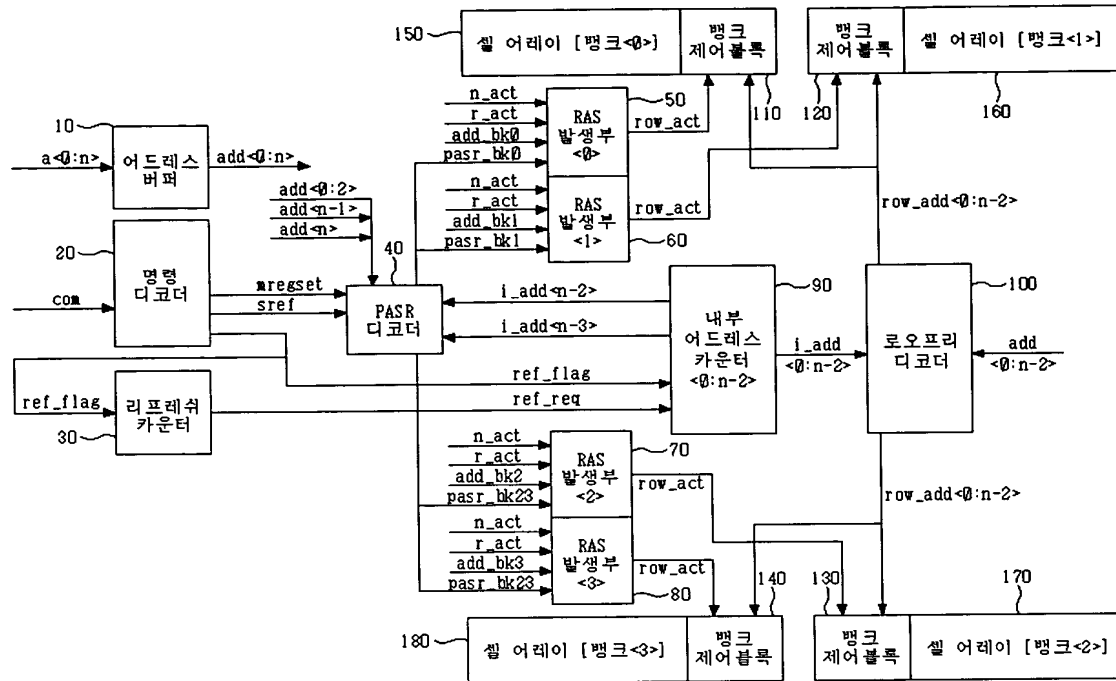 150
셀 어레이 [뱅크<0>]
뱅크
제어블록
110
뱅크
제어블록
120
셀 어레이 [뱅크<1>]
160
10
a<0:n>
어드레스
버퍼
add<0:n>
n_act
r_act
add_bk0
pasr_bk0
RAS
발생부
<0>
50
row_act
n_act
r_act
add_bk1
pasr_bk1
RAS
발생부
<1>
60
row_act
row_add<0:n-2>
add<0:2>
add<n-1>
add<n>
20
com
명령
디코더
mregset
sref
40
PASR
디코더
i_add<n-2>
i_add<n-3>
90
내부
어드레스
카운터
<0:n-2>
i_add
<0:n-2>
100
로오프리
디코더
add
<0:n-2>
ref_flag
ref_req
ref_flag
리프레쉬
카운터
30
n_act
r_act
add_bk2
pasr_bk23
RAS
발생부
<2>
70
row_act
n_act
r_act
add_bk3
pasr_bk23
RAS
발생부
<3>
80
row_act
row_add<0:n-2>
180
셀 어레이 [뱅크<3>]
뱅크
제어블록
140
130
뱅크
제어블록
셀 어레이 [뱅크<2>]
170